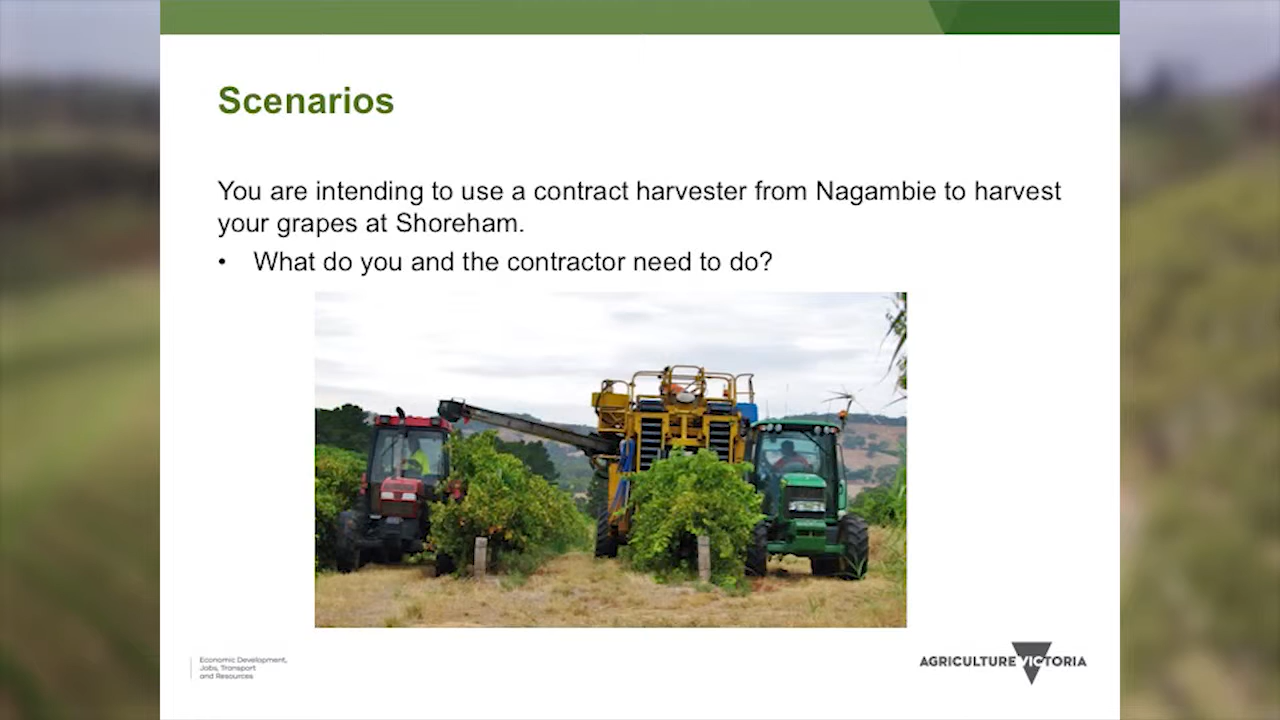 Scenarios
You are intending to use a contract harvester from Nagambie to harvest
your grapes at Shoreham.
• What do you and the contractor need to do?
Economic Development,
Jobs, Transport
and Resources
AGRICULTURE VICTORIA